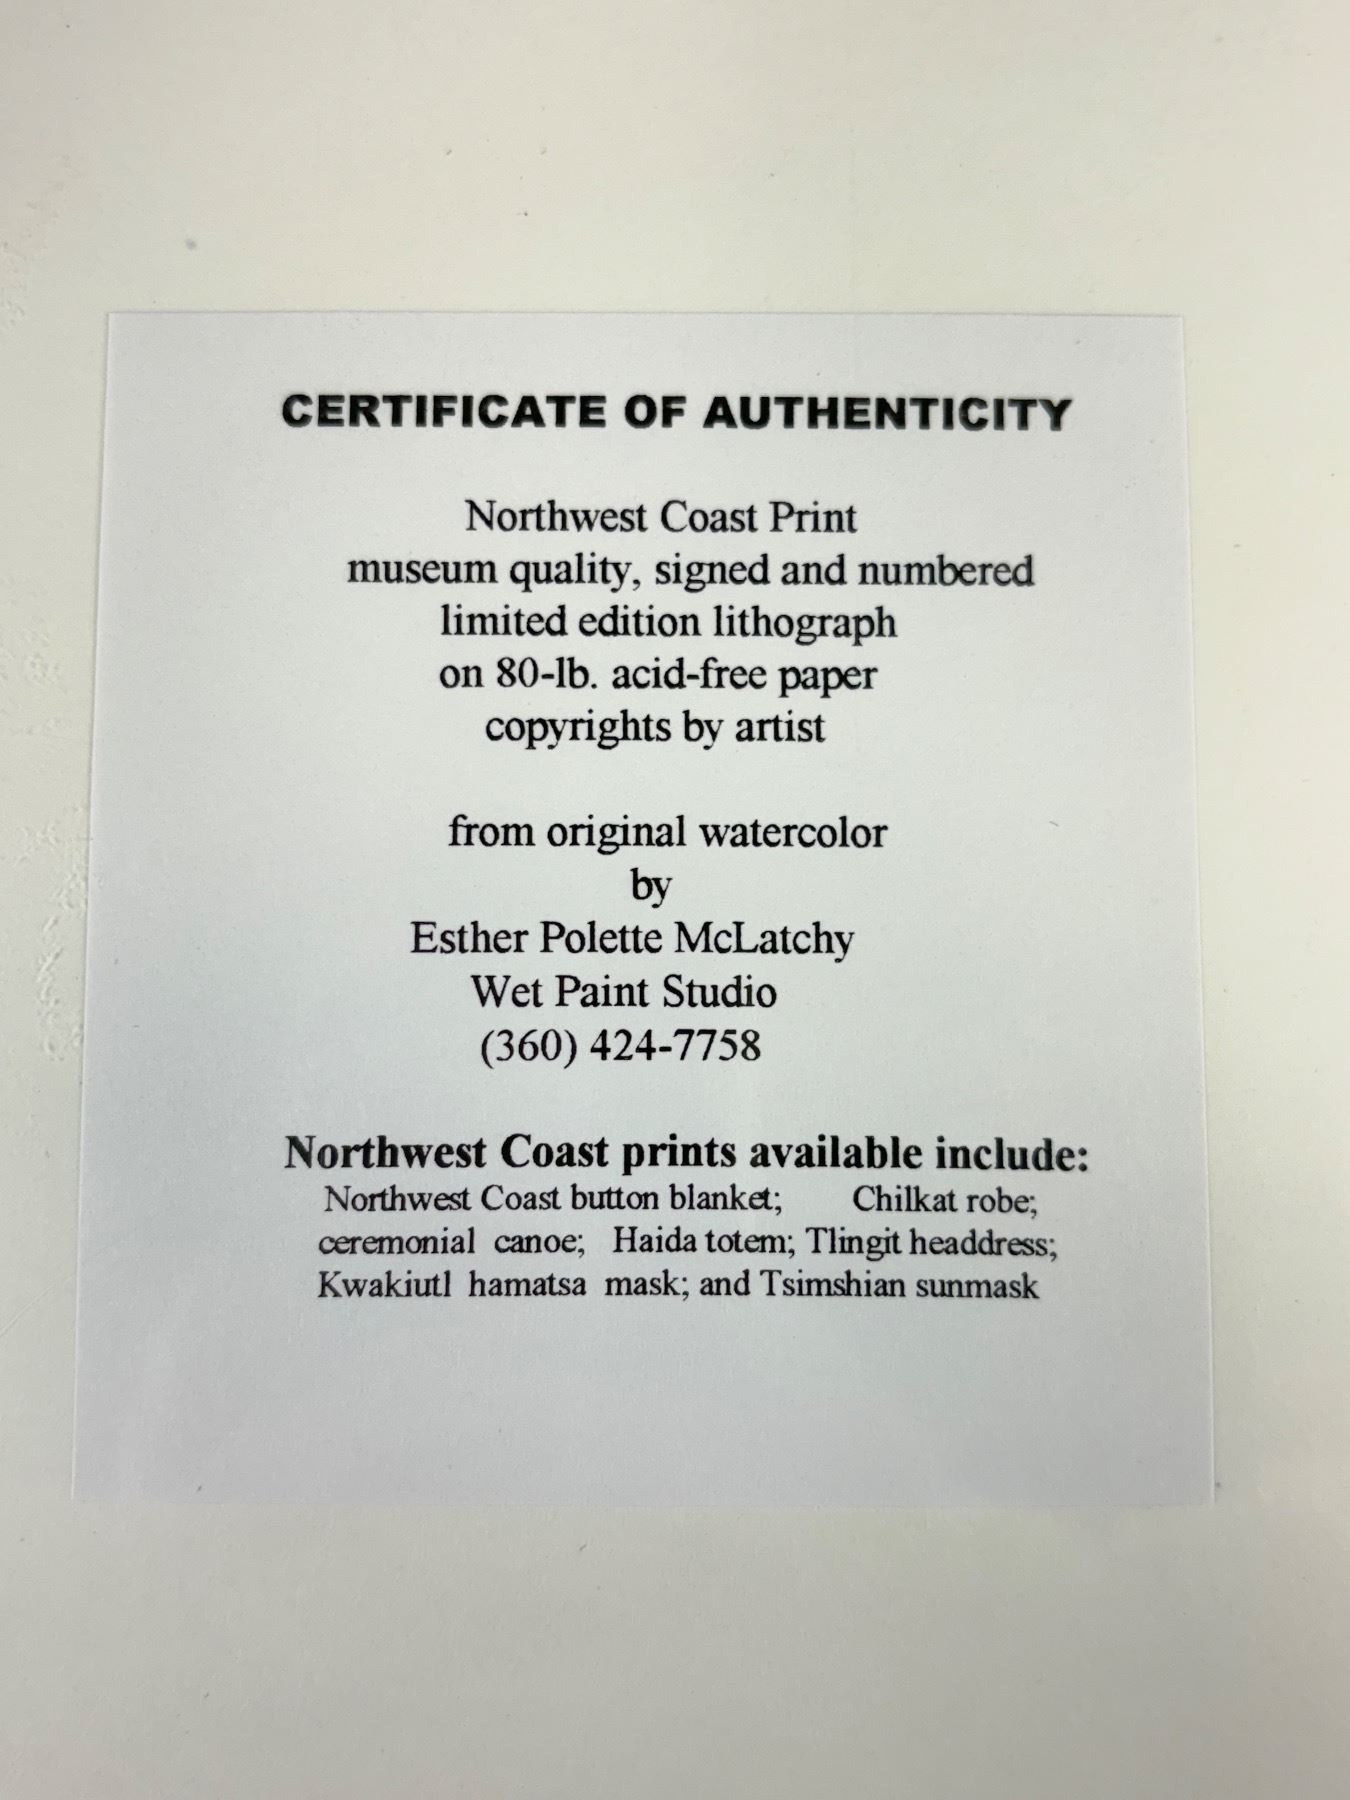 CERTIFICATE OF AUTHENTICITY
Northwest Coast Print
museum quality, signed and numbered
limited edition lithograph
on 80-lb. acid-free paper
copyrights by artist
from original watercolor
by
Esther Polette McLatchy
Wet Paint Studio
(360) 424-7758
Northwest Coast prints available include:
Northwest Coast button blanket; Chilkat robe;
ceremonial canoe; Haida totem; Tlingit headdress;
Kwakiutl hamatsa mask; and Tsimshian sunmask